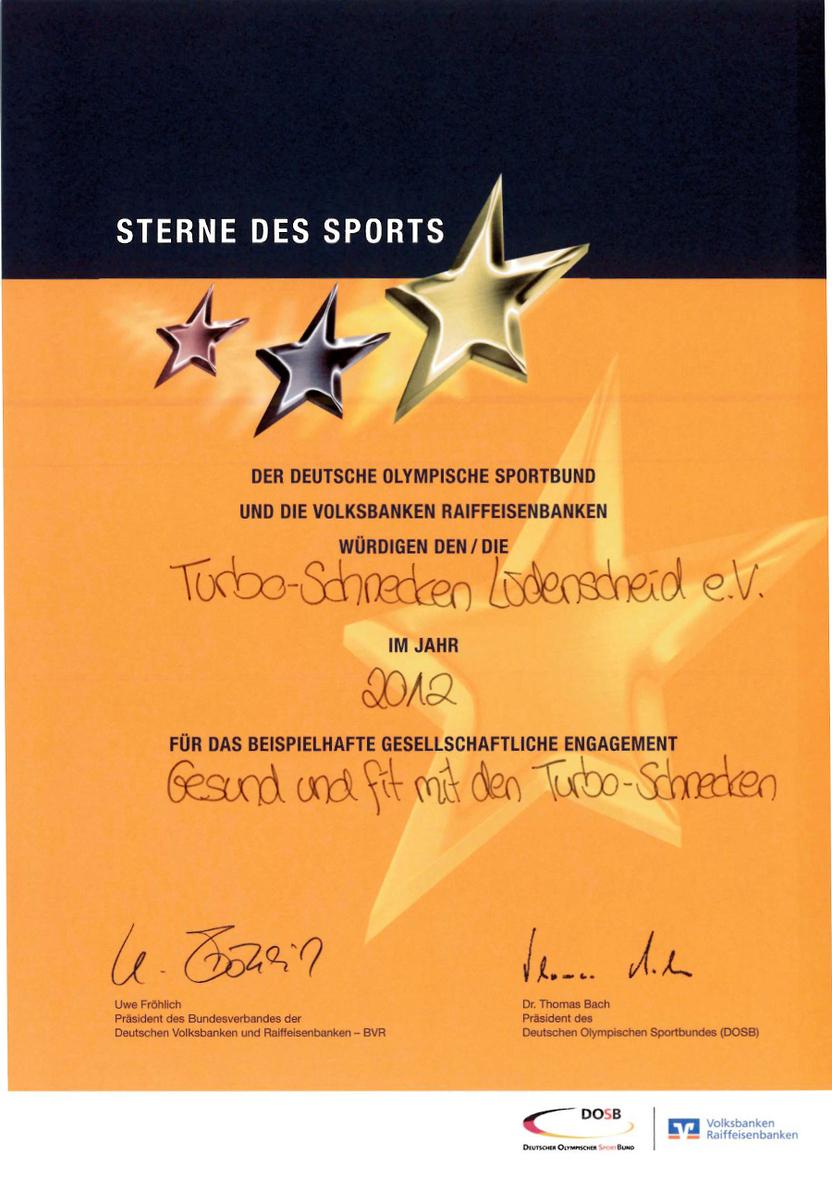 STERNE DES SPORTS
DER DEUTSCHE OLYMPISCHE SPORTBUND
UND DIE VOLKSBANKEN RAIFFEISENBANKEN
WÜRDIGEN DEN / DIE
Turbo-Schnecken Lüdenscheid e.V.
IM JAHR
2012
FÜR DAS BEISPIELHAFTE GESELLSCHAFTLICHE ENGAGEMENT
Gesund und fit mit den Turbo-Schnecken
Uwe Fröhlich
Präsident des Bundesverbandes der
Deutschen Volksbanken und Raiffeisenbanken – BVR
Dr. Thomas Bach
Präsident des
Deutschen Olympischen Sportbundes (DOSB)
DOSB
DEUTSCHER OLYMPISCHER SPORTBUND
Volksbanken
Raiffeisenbanken